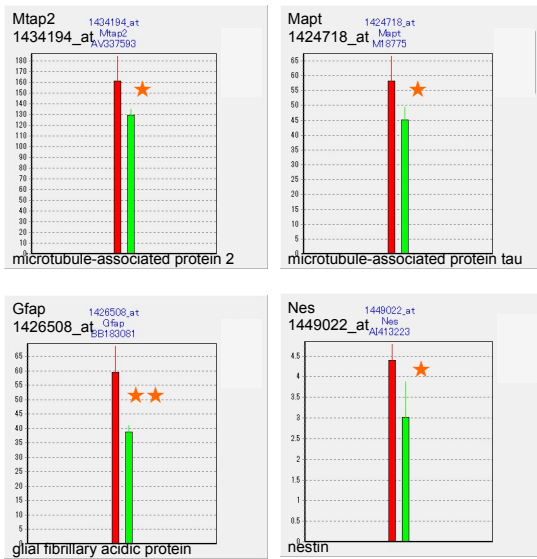 Mtap2
1434194_at
1434194_at
Mtap2
AV337593
180
170
160
150
140
130
120
110
100
90
80
70
60
50
40
30
20
10
0
microtubule-associated protein 2
Mapt
1424718_at
1424718_at
Mapt
M18775
65
60
55
50
45
40
35
30
25
20
15
10
5
microtubule-associated protein tau
Gfap
1426508_at
1426508_at
Gfap
BB183081
65
60
55
50
45
40
35
30
25
20
15
10
5
glial fibrillary acidic protein
Nes
1449022_at
1449022_at
Nes
AI413223
4.5
4
3.5
3
2.5
2
1.5
1
0.5
nestin